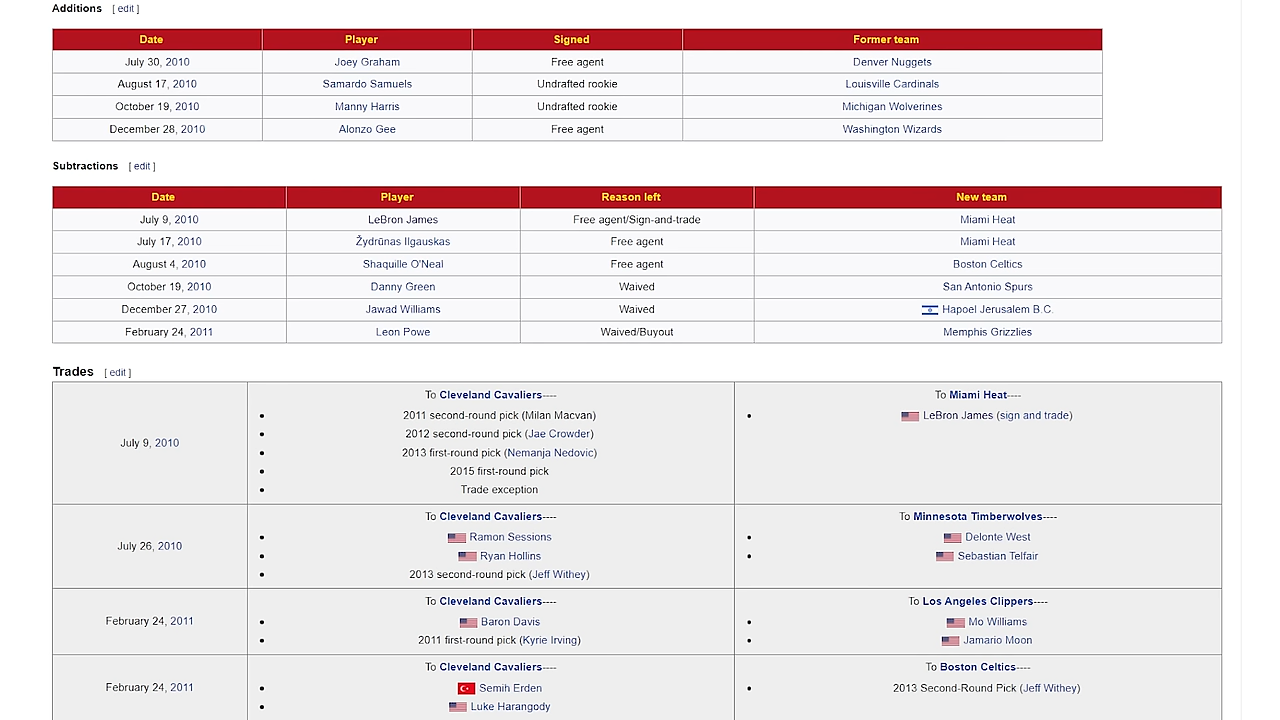 Additions [ edit ]
Date Player Signed Former team
July 30, 2010 Joey Graham Free agent Denver Nuggets
August 17, 2010 Samardo Samuels Undrafted rookie Louisville Cardinals
October 19, 2010 Manny Harris Undrafted rookie Michigan Wolverines
December 28, 2010 Alonzo Gee Free agent Washington Wizards
Subtractions [ edit ]
Date Player Reason left New team
July 9, 2010 LeBron James Free agent/Sign-and-trade Miami Heat
July 17, 2010 Žydrūnas Ilgauskas Free agent Miami Heat
August 4, 2010 Shaquille O'Neal Free agent Boston Celtics
October 19, 2010 Danny Green Waived San Antonio Spurs
December 27, 2010 Jawad Williams Waived Hapoel Jerusalem B.C.
February 24, 2011 Leon Powe Waived/Buyout Memphis Grizzlies
Trades [ edit ]
July 9, 2010
To Cleveland Cavaliers----
2011 second-round pick (Milan Macvan)
2012 second-round pick (Jae Crowder)
2013 first-round pick (Nemanja Nedovic)
2015 first-round pick
Trade exception
To Miami Heat----
LeBron James (sign and trade)
July 26, 2010
To Cleveland Cavaliers----
Ramon Sessions
Ryan Hollins
2013 second-round pick (Jeff Withey)
To Minnesota Timberwolves----
Delonte West
Sebastian Telfair
February 24, 2011
To Cleveland Cavaliers----
Baron Davis
2011 first-round pick (Kyrie Irving)
To Los Angeles Clippers----
Mo Williams
Jamario Moon
February 24, 2011
To Cleveland Cavaliers----
Semih Erden
Luke Harangody
To Boston Celtics----
2013 Second-Round Pick (Jeff Withey)